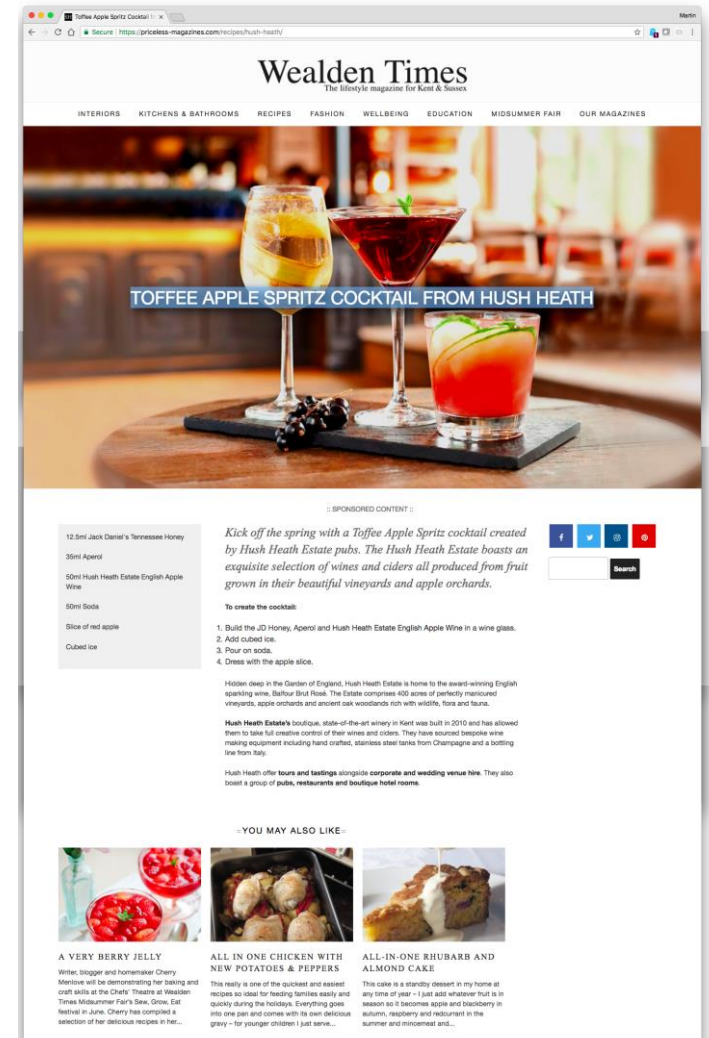 Toffee Apple Spritz Cocktail fr
Martin
Secure
https://priceless-magazines.com/recipes/hush-heath/
Wealden Times
The lifestyle magazine for Kent & Sussex
INTERIORS KITCHENS & BATHROOMS RECIPES FASHION WELLBEING EDUCATION MIDSUMMER FAIR OUR MAGAZINES
TOFFEE APPLE SPRITZ COCKTAIL FROM HUSH HEATH
:: SPONSORED CONTENT ::
12.5ml Jack Daniel's Tennessee Honey
35ml Aperol
50ml Hush Heath Estate English Apple
Wine
50ml Soda
Slice of red apple
Cubed ice
Kick off the spring with a Toffee Apple Spritz cocktail created
by Hush Heath Estate pubs. The Hush Heath Estate boasts an
exquisite selection of wines and ciders all produced from fruit
grown in their beautiful vineyards and apple orchards.
To create the cocktail:
1. Build the JD Honey, Aperol and Hush Heath Estate English Apple Wine in a wine glass.
2. Add cubed ice.
3. Pour on soda.
4. Dress with the apple slice.
Hidden deep in the Garden of England, Hush Heath Estate is home to the award-winning English
sparkling wine, Balfour Brut Rosé. The Estate comprises 400 acres of perfectly manicured
vineyards, apple orchards and ancient oak woodlands rich with wildlife, flora and fauna.
Hush Heath Estate's boutique, state-of-the-art winery in Kent was built in 2010 and has allowed
them to take full creative control of their wines and ciders. They have sourced bespoke wine
making equipment including hand crafted, stainless steel tanks from Champagne and a bottling
line from Italy.
Hush Heath offer tours and tastings alongside corporate and wedding venue hire. They also
boast a group of pubs, restaurants and boutique hotel rooms.
Search
::YOU MAY ALSO LIKE::
A VERY BERRY JELLY
Writer, blogger and homemaker Cherry
Menlove will be demonstrating her baking and
craft skills at the Chefs' Theatre at Wealden
Times Midsummer Fair's Sew, Grow, Eat
festival in June. Cherry has compiled a
selection of her delicious recipes in her...
ALL IN ONE CHICKEN WITH
NEW POTATOES & PEPPERS
This really is one of the quickest and easiest
recipes so ideal for feeding families easily and
quickly during the holidays. Everything goes
into one pan and comes with its own delicious
gravy – for younger children I just serve...
ALL-IN-ONE RHUBARB AND
ALMOND CAKE
This cake is a standby dessert in my home at
any time of year – I just add whatever fruit is in
season so it becomes apple and blackberry in
autumn, raspberry and redcurrant in the
summer and mincemeat and...